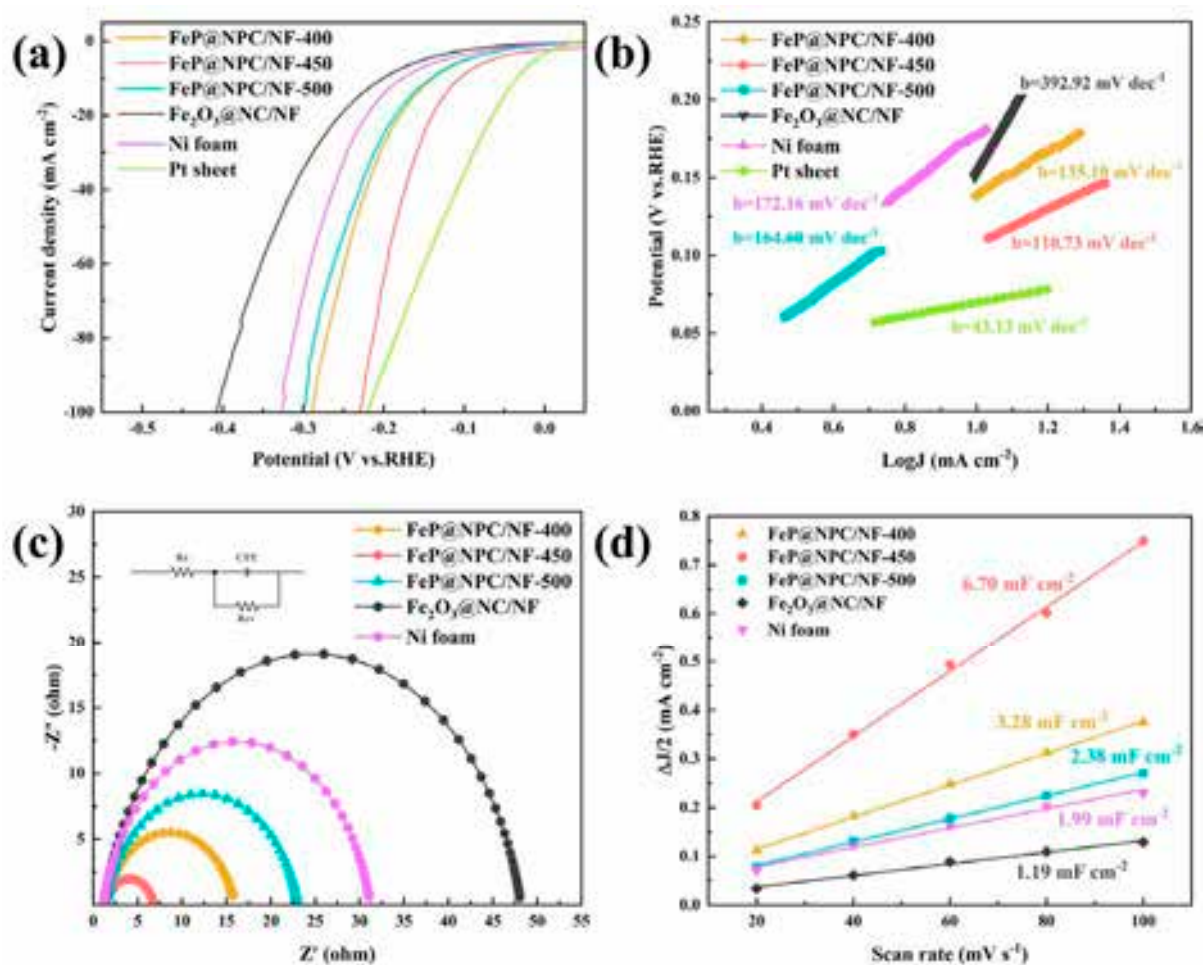 (a)
FeP@NPC/NF-400
FeP@NPC/NF-450
FeP@NPC/NF-500
Fe₂O₃@NC/NF
Ni foam
Pt sheet
Current density (mA cm⁻²)
0
-20
-40
-60
-80
-100
-0.5
-0.4
-0.3
-0.2
-0.1
0.0
Potential (V vs.RHE)
(b)
FeP@NPC/NF-400
FeP@NPC/NF-450
FeP@NPC/NF-500
Fe₂O₃@NC/NF
Ni foam
Pt sheet
b=392.92 mV dec⁻¹
b=172.16 mV dec⁻¹
b=164.60 mV dec⁻¹
b=110.73 mV dec⁻¹
mV dec⁻¹
b=43.13 mV dec⁻¹
Potential (V vs.RHE)
0.25
0.20
0.15
0.10
0.05
0.00
0.4
0.6
0.8
1.0
1.2
1.4
1.6
LogJ (mA cm⁻²)
(c)
FeP@NPC/NF-400
FeP@NPC/NF-450
FeP@NPC/NF-500
Fe₂O₃@NC/NF
Ni foam
-Z'' (ohm)
30
25
20
15
10
5
0
5
10
15
20
25
30
35
40
45
50
55
Z' (ohm)
(d)
FeP@NPC/NF-400
FeP@NPC/NF-450
FeP@NPC/NF-500
Fe₂O₃@NC/NF
Ni foam
6.70 mF cm⁻²
3.28 mF cm⁻²
2.38 mF cm⁻²
1.99 mF cm⁻²
1.19 mF cm⁻²
ΔJ/2 (mA cm⁻²)
0.8
0.7
0.6
0.5
0.4
0.3
0.2
0.1
0.0
20
40
60
80
100
Scan rate (mV s⁻¹)